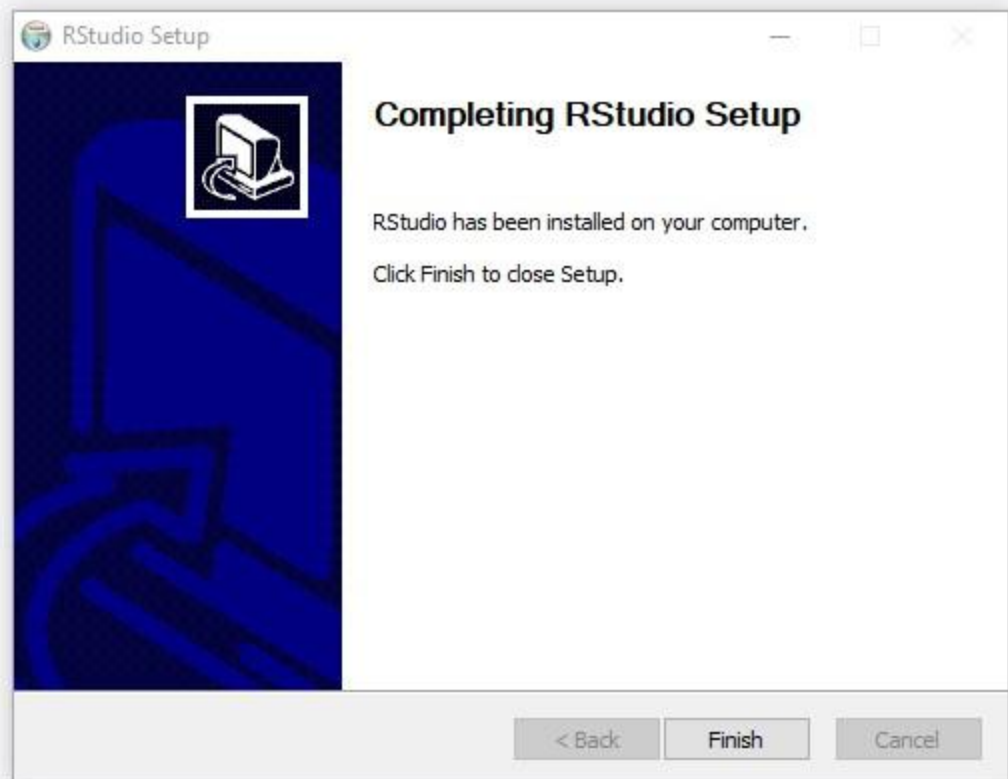 RStudio Setup
Completing RStudio Setup
RStudio has been installed on your computer.
Click Finish to close Setup.
< Back Finish Cancel